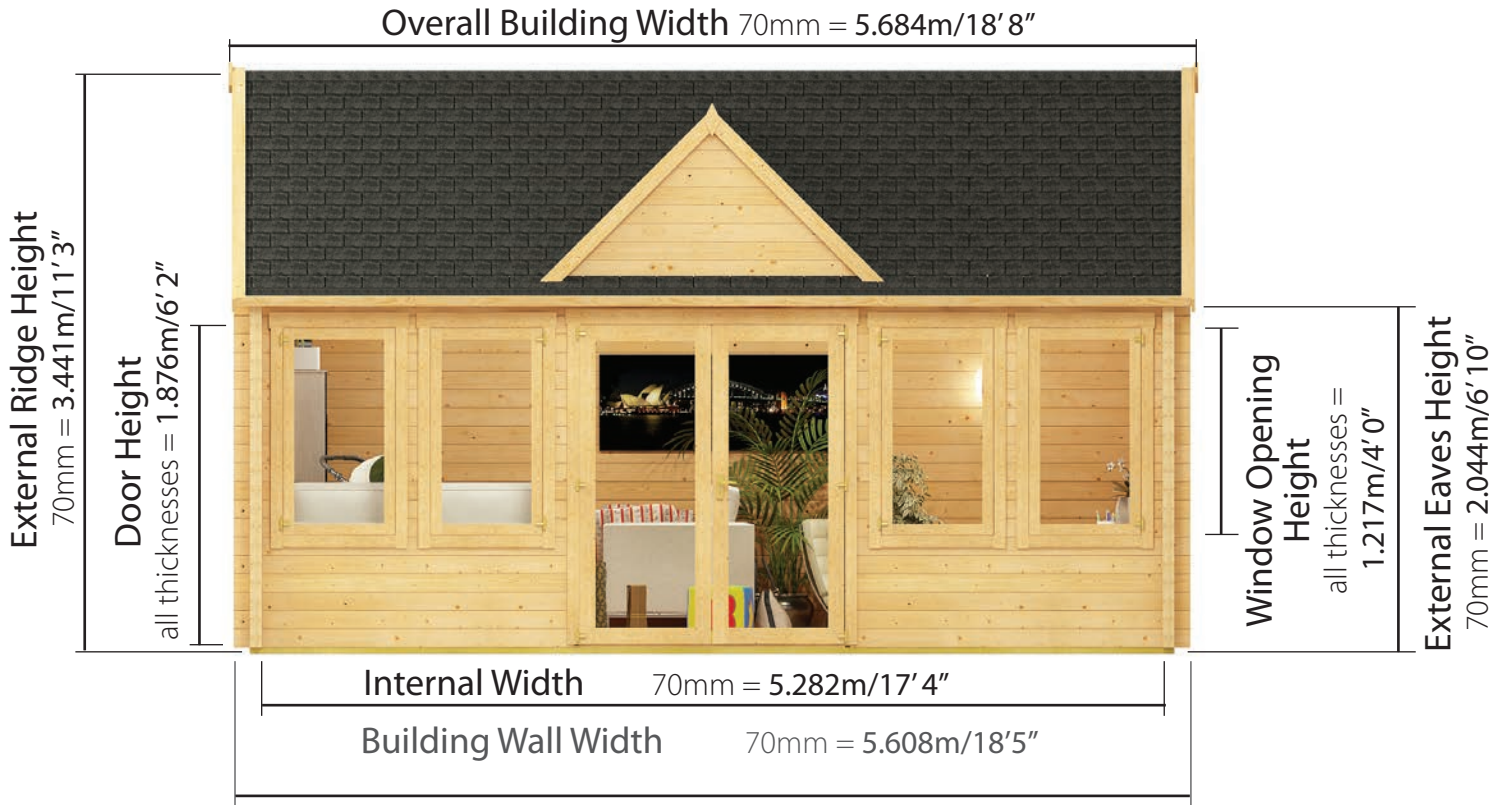 Overall Building Width 70mm = 5.684m/18' 8"
External Ridge Height
70mm = 3.441m/11' 3"
Door Height
all thicknesses = 1.876m/6' 2"
Window Opening
Height
all thicknesses =
1.217m/4' 0"
External Eaves Height
70mm = 2.044m/6' 10"
Internal Width 70mm = 5.282m/17' 4"
Building Wall Width 70mm = 5.608m/18'5"